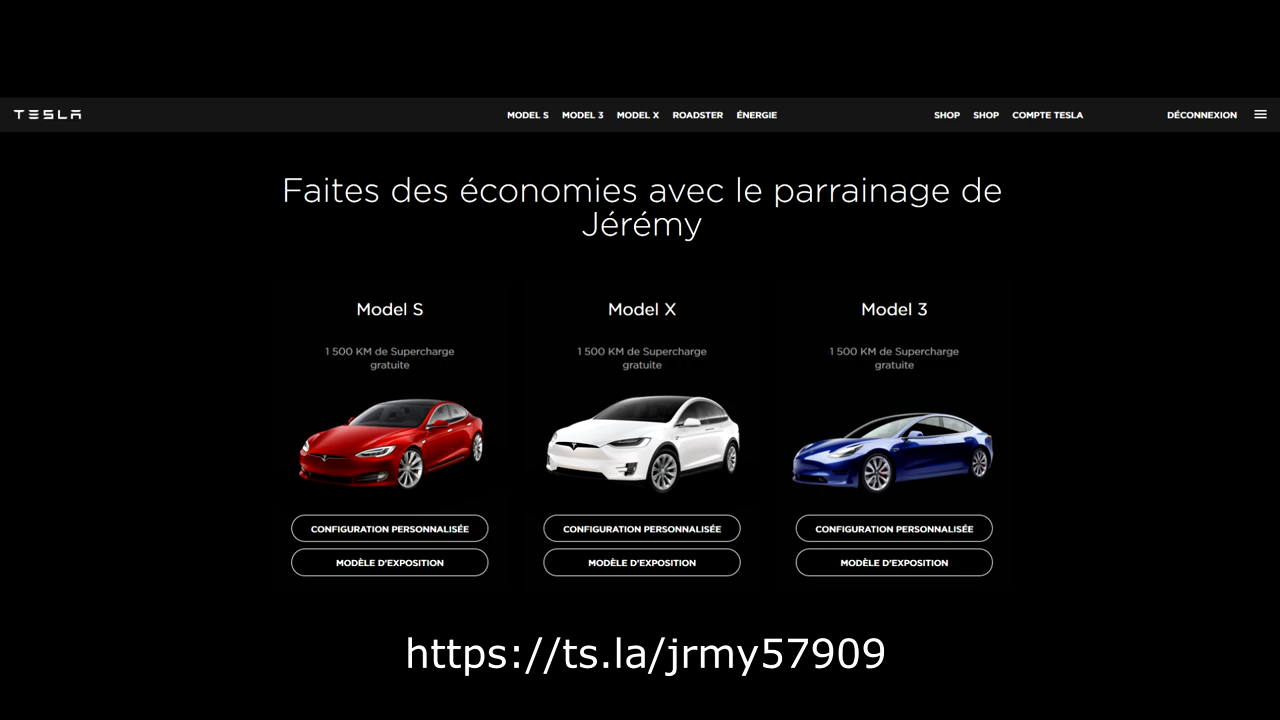 TESLA
MODEL S MODEL 3 MODEL X ROADSTER ÉNERGIE SHOP SHOP COMPTE TESLA DÉCONNEXION
Faites des économies avec le parrainage de
Jérémy
Model S Model X Model 3
1 500 KM de Supercharge 1 500 KM de Supercharge 1 500 KM de Supercharge
gratuite gratuite gratuite
CONFIGURATION PERSONNALISÉE CONFIGURATION PERSONNALISÉE CONFIGURATION PERSONNALISÉE
MODÈLE D'EXPOSITION MODÈLE D'EXPOSITION MODÈLE D'EXPOSITION
https://ts.la/jrmy57909